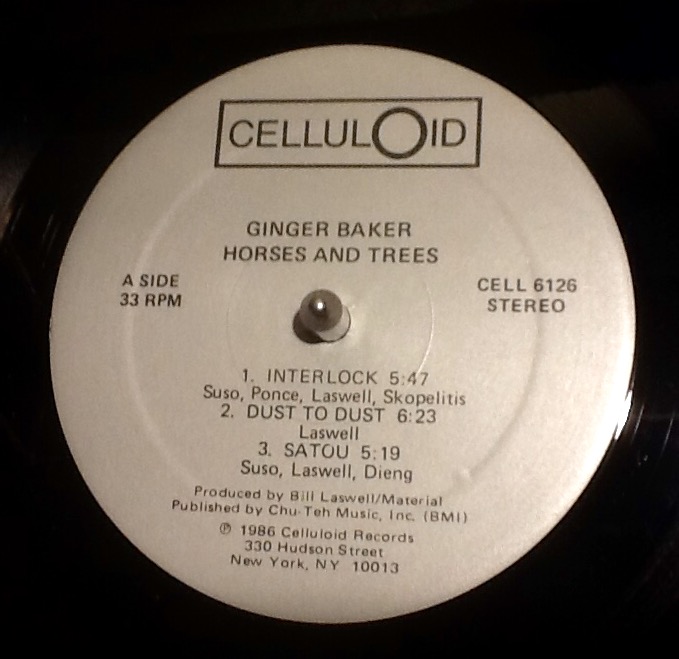 CELLULOID
GINGER BAKER
HORSES AND TREES
A SIDE
33 RPM
CELL 6126
STEREO
1. INTERLOCK 5:47
Suso, Ponce, Laswell, Skopelitis
2. DUST TO DUST 6:23
Laswell
3. SATOU 5:19
Suso, Laswell, Dieng
Produced by Bill Laswell/Material
Published by Chu-Teh Music, Inc. (BMI)
℗ 1986 Celluloid Records
330 Hudson Street
New York, NY 10013